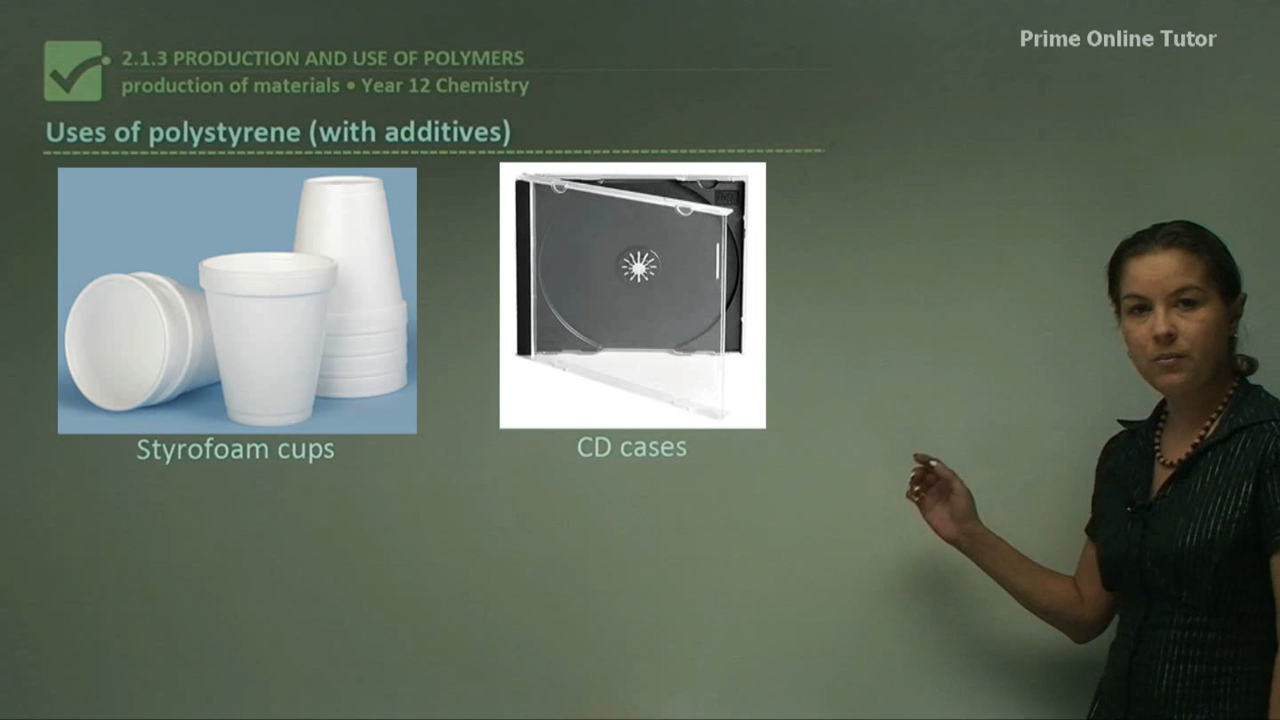 Prime Online Tutor
2.1.3 PRODUCTION AND USE OF POLYMERS
production of materials • Year 12 Chemistry
Uses of polystyrene (with additives)
Styrofoam cups
CD cases